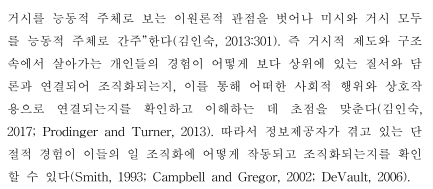 거시를 능동적 주체로 보는 이원론적 관점을 벗어나 미시와 거시 모두
를 능동적 주체로 간주”한다(김인숙, 2013:301). 즉 거시적 제도와 구조
속에서 살아가는 개인들의 경험이 어떻게 보다 상위에 있는 질서와 담
론과 연결되어 조직화되는지, 이를 통해 어떠한 사회적 행위와 상호작
용으로 연결되는지를 확인하고 이해하는 데 초점을 맞춘다(김인숙,
2017; Prodinger and Turner, 2013). 따라서 정보제공자가 겪고 있는 단
절적 경험이 이들의 일 조직화에 어떻게 작동되고 조직화되는지를 확인
할 수 있다(Smith, 1993; Campbell and Gregor, 2002; DeVault, 2006).